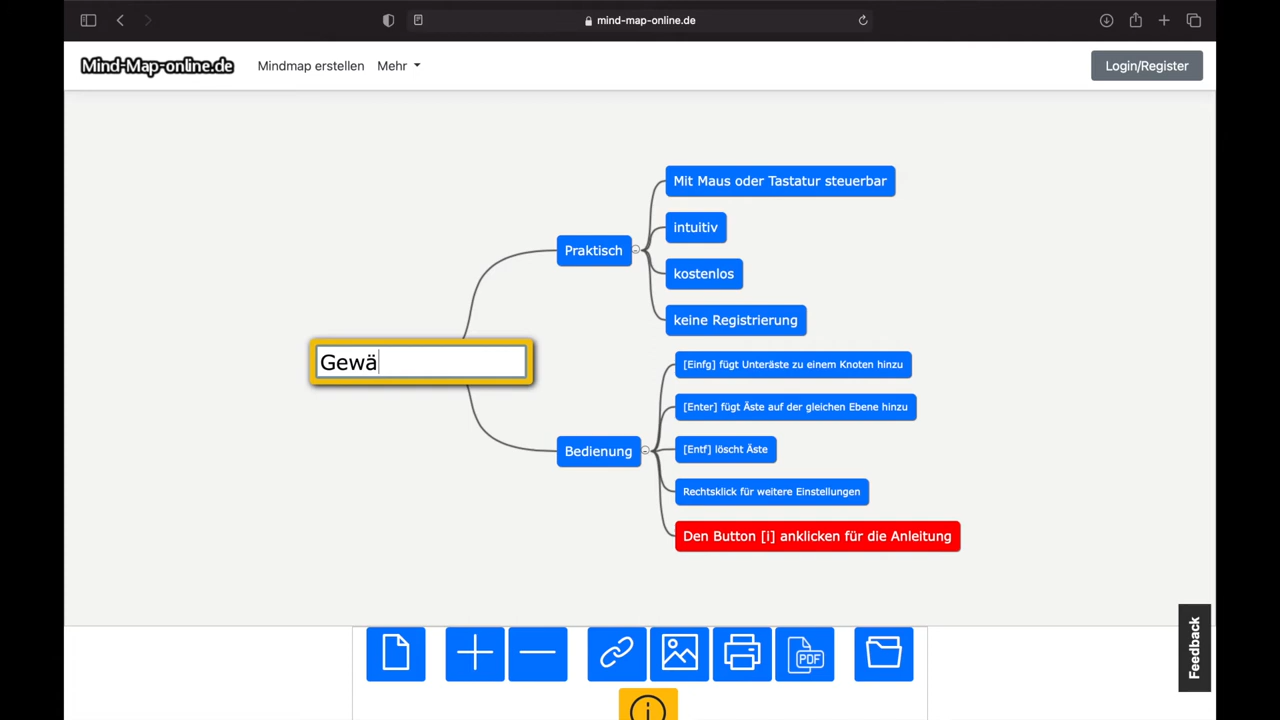 mind-map-online.de
Mind-Map-online.de
Mindmap erstellen
Mehr
Login/Register
Mit Maus oder Tastatur steuerbar
intuitiv
Praktisch
kostenlos
keine Registrierung
Gewä
[Einfg] fügt Unteräste zu einem Knoten hinzu
[Enter] fügt Äste auf der gleichen Ebene hinzu
Bedienung
[Entf] löscht Äste
Rechtsklick für weitere Einstellungen
Den Button [i] anklicken für die Anleitung
Feedback
PDF
i